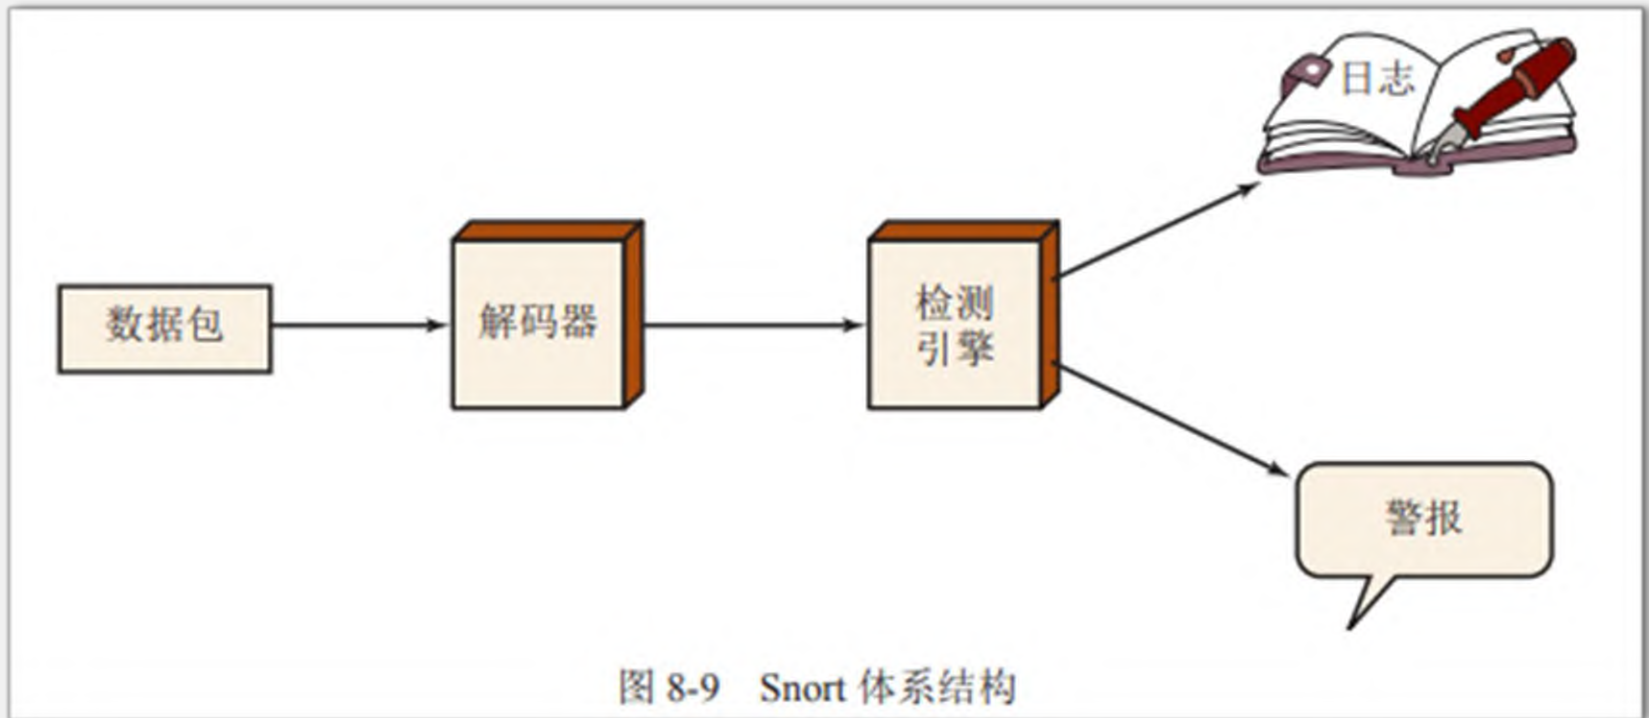 日志
数据包
解码器
检测
引擎
警报
图 8-9 Snort 体系结构